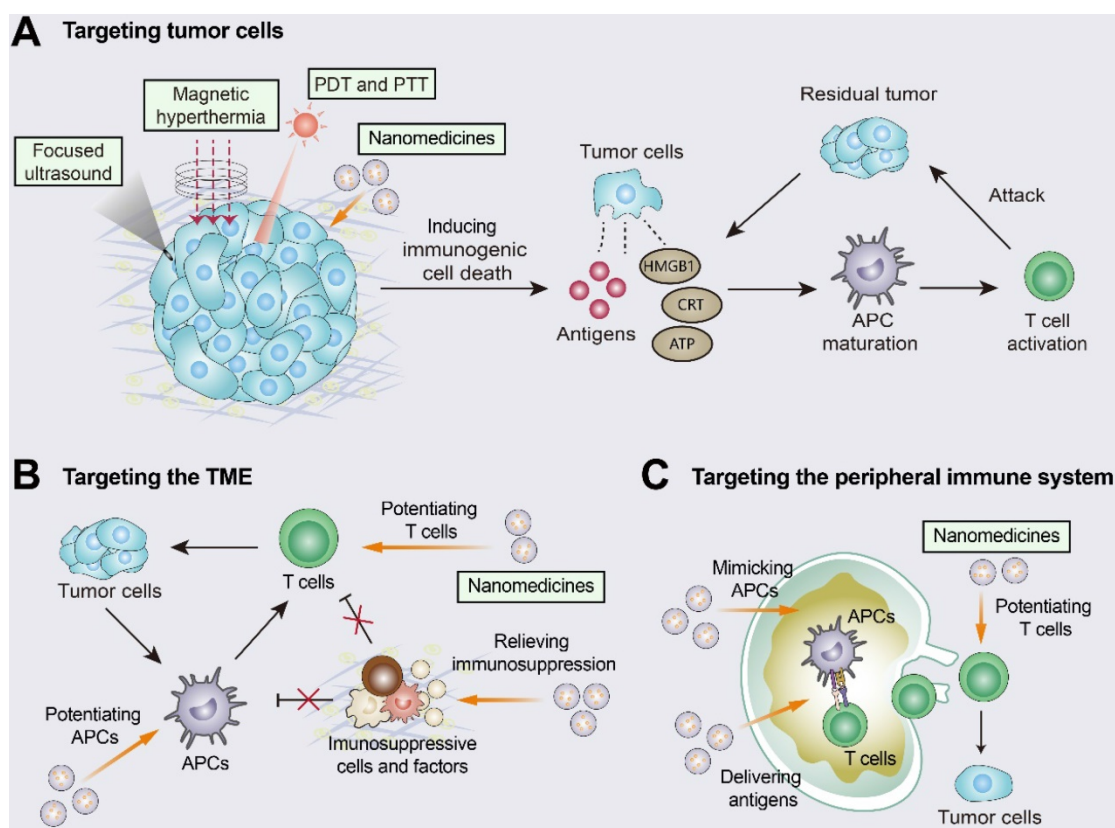 A Targeting tumor cells
Magnetic
hyperthermia
PDT and PTT
Nanomedicines
Focused
ultrasound
Inducing
immunogenic
cell death
Tumor cells
HMGB1
CRT
ATP
Antigens
Residual tumor
Attack
APC
maturation
T cell
activation
B Targeting the TME
Tumor cells
T cells
Potentiating
T cells
Nanomedicines
Relieving
immunosuppression
Potentiating
APCs
APCs
Imunosuppressive
cells and factors
C Targeting the peripheral immune system
Nanomedicines
Mimicking
APCs
APCs
Potentiating
T cells
T cells
Delivering
antigens
Tumor cells